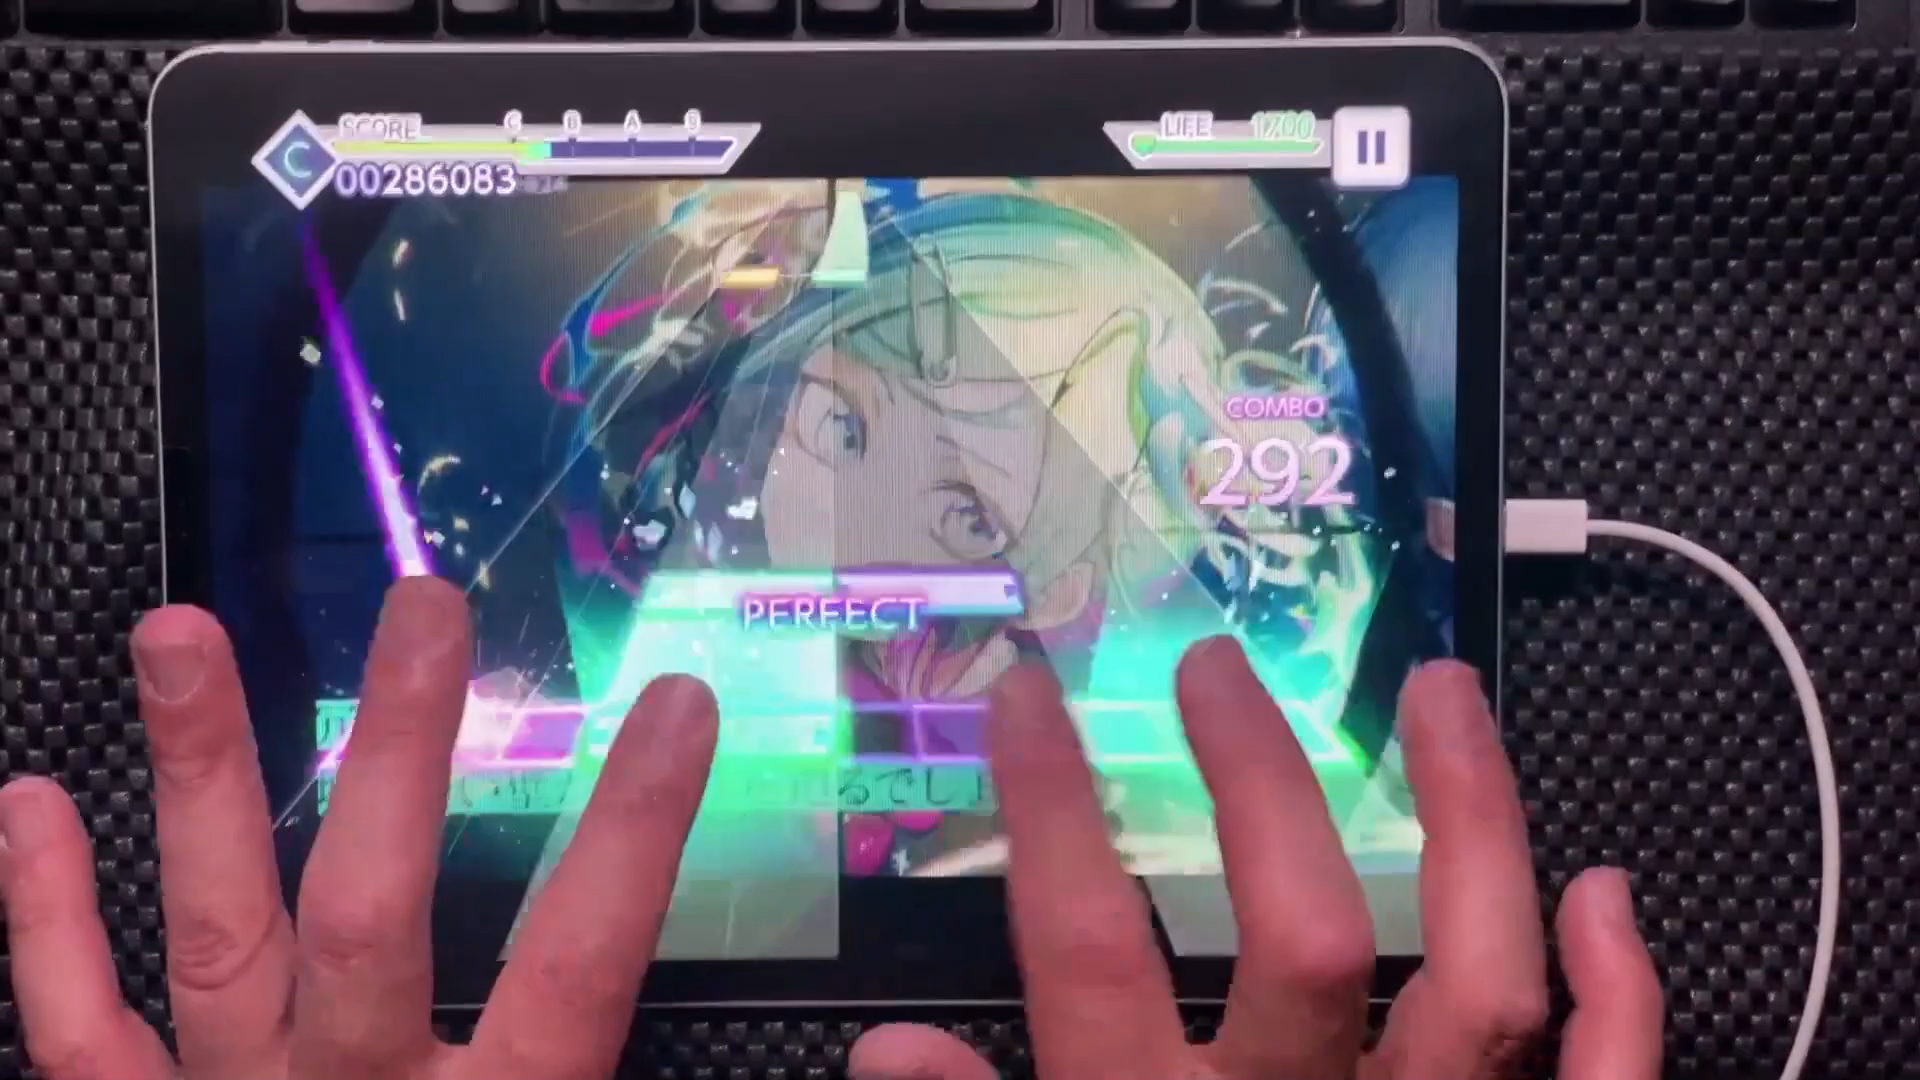 SCORE
C B A S
C
00286083
LIFE 1700
COMBO
292
PERFECT
るでし